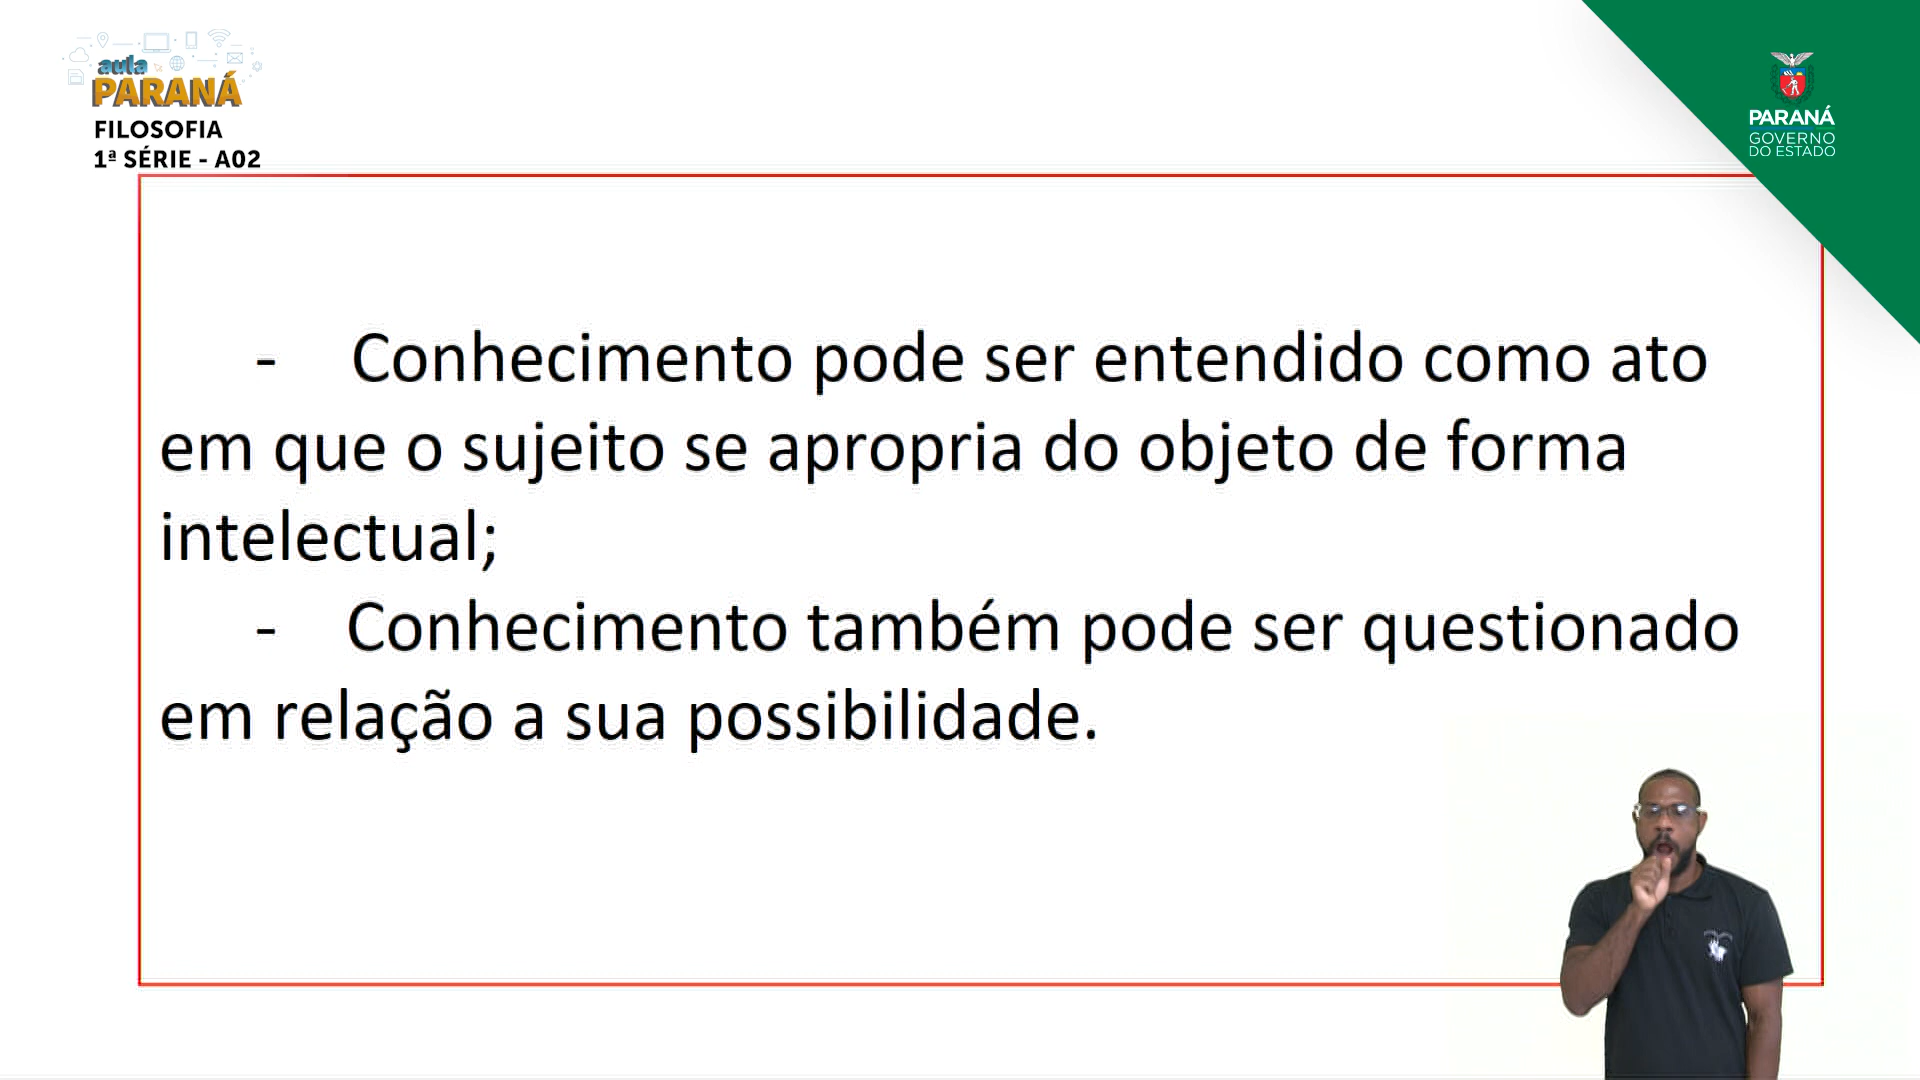 aula
PARANÁ
FILOSOFIA
1ª SÉRIE - A02
PARANÁ
GOVERNO
DO ESTADO
- Conhecimento pode ser entendido como ato
em que o sujeito se apropria do objeto de forma
intelectual;
- Conhecimento também pode ser questionado
em relação a sua possibilidade.